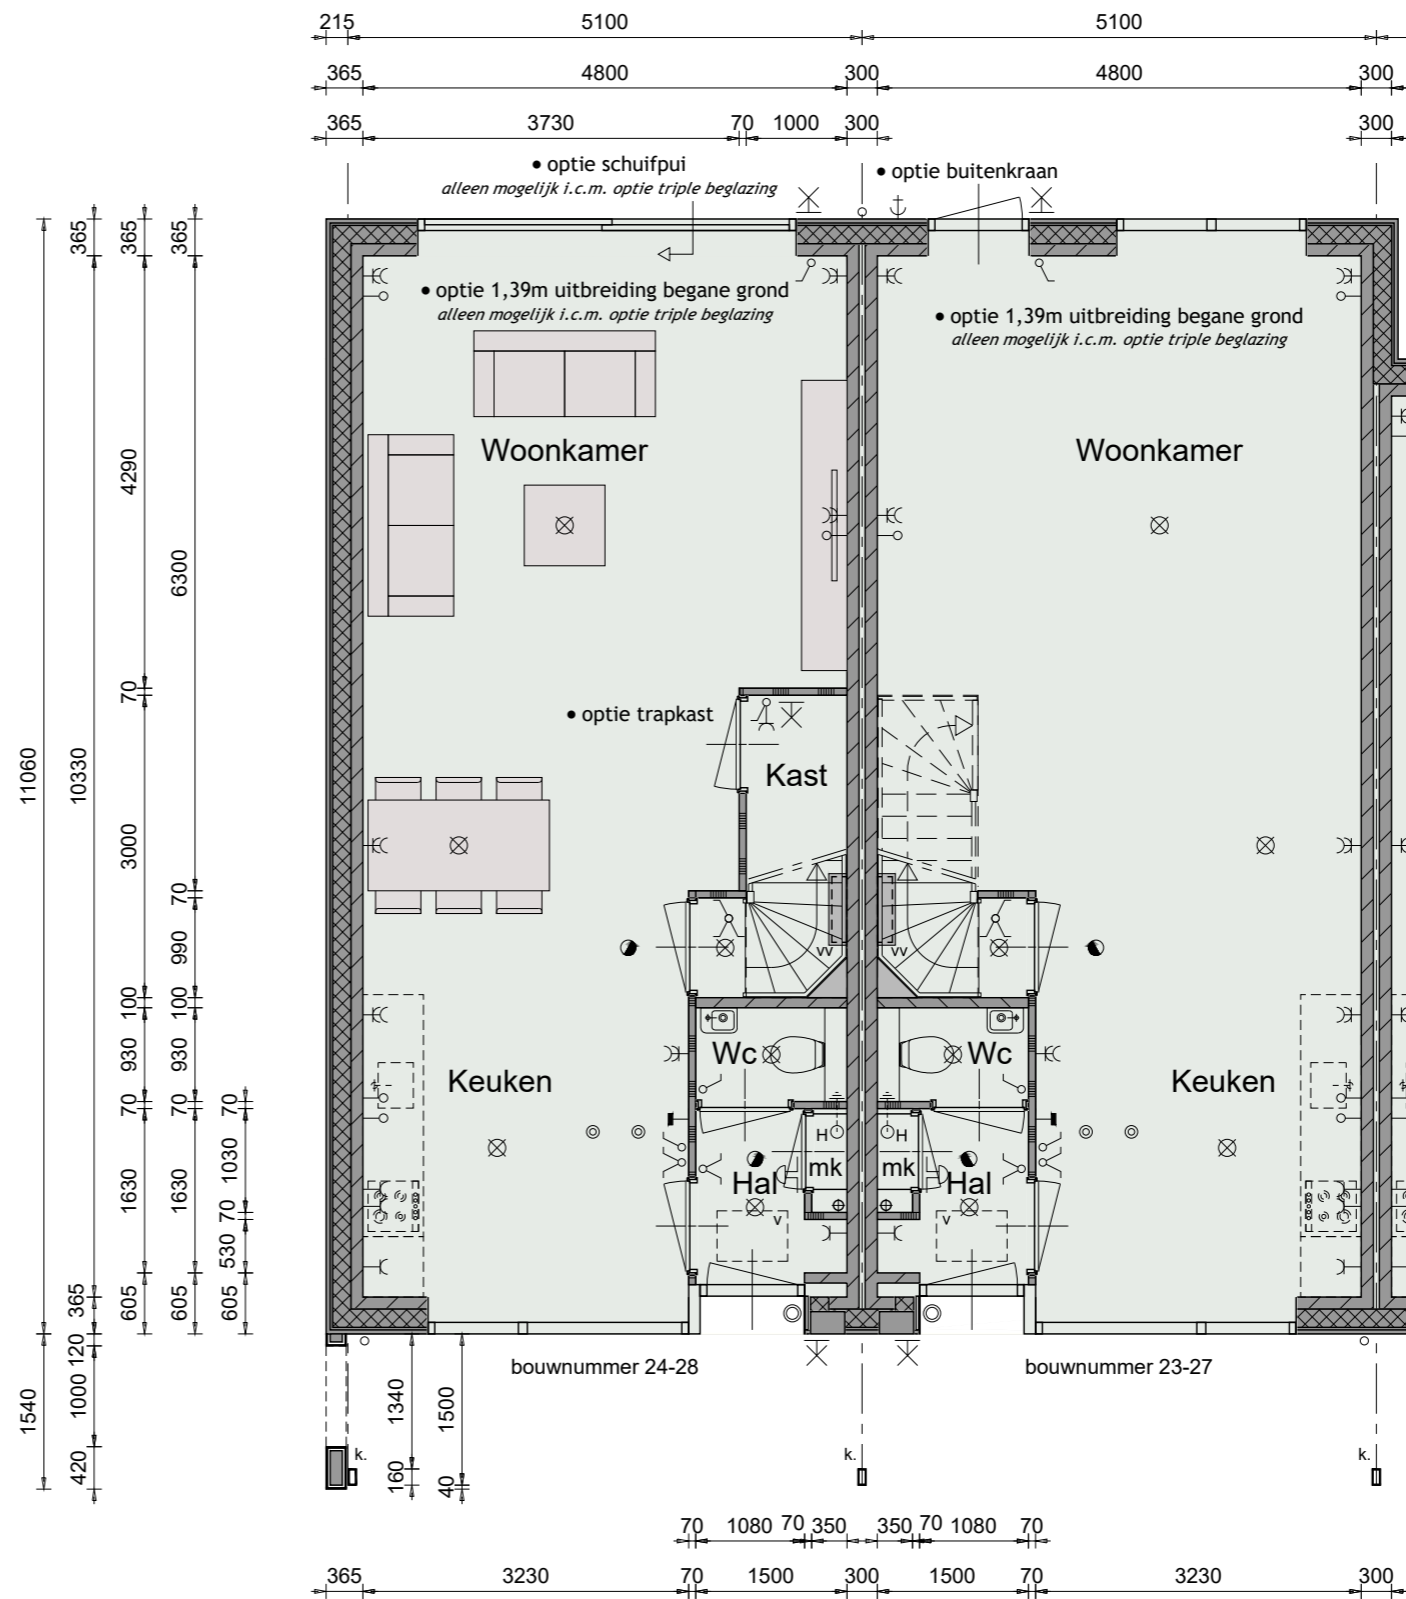 215 5100 5100
365 4800 300 4800 300
365 3730 70 1000 300 300
• optie schuifpui
alleen mogelijk i.c.m. optie triple beglazing
• optie buitenkraan
365 365 365
• optie 1,39m uitbreiding begane grond
alleen mogelijk i.c.m. optie triple beglazing
• optie 1,39m uitbreiding begane grond
alleen mogelijk i.c.m. optie triple beglazing
Woonkamer Woonkamer
4290
6300
70
• optie trapkast
11060 10330
Kast
3000
70
990
vv vv
100 100
930 930
Wc Wc
Keuken Keuken
70 70 70
H H
mk mk
1630 1630 1030
Hal Hal
70
v v
530
365 605 605 605
120
bouwnummer 24-28 bouwnummer 23-27
1540 1000 1340 1500
420 160 40
k. k. k.
70 1080 70 350 350 70 1080 70
365 3230 70 1500 300 1500 70 3230 300